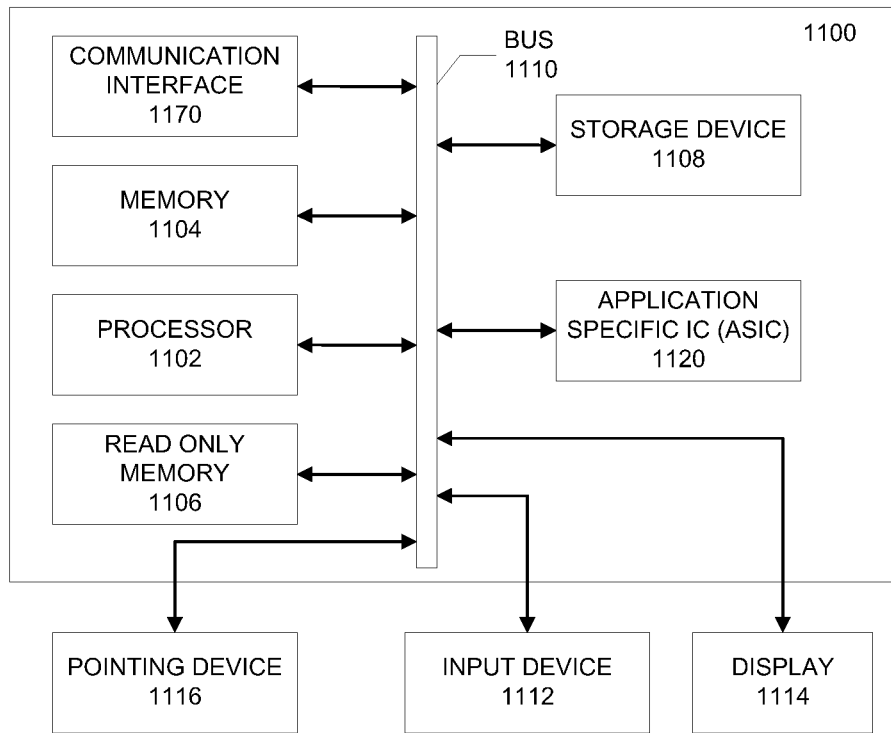 1100
COMMUNICATION
INTERFACE
1170
BUS
1110
STORAGE DEVICE
1108
MEMORY
1104
APPLICATION
SPECIFIC IC (ASIC)
1120
PROCESSOR
1102
READ ONLY
MEMORY
1106
POINTING DEVICE
1116
INPUT DEVICE
1112
DISPLAY
1114